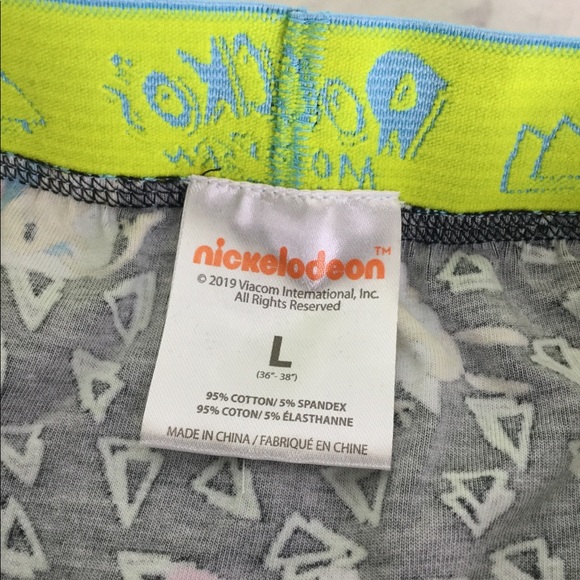 nickelodeon™
© 2019 Viacom International, Inc.
All Rights Reserved
L
(36"- 38")
95% COTTON/ 5% SPANDEX
95% COTON/ 5% ÉLASTHANNE
MADE IN CHINA / FABRIQUÉ EN CHINE